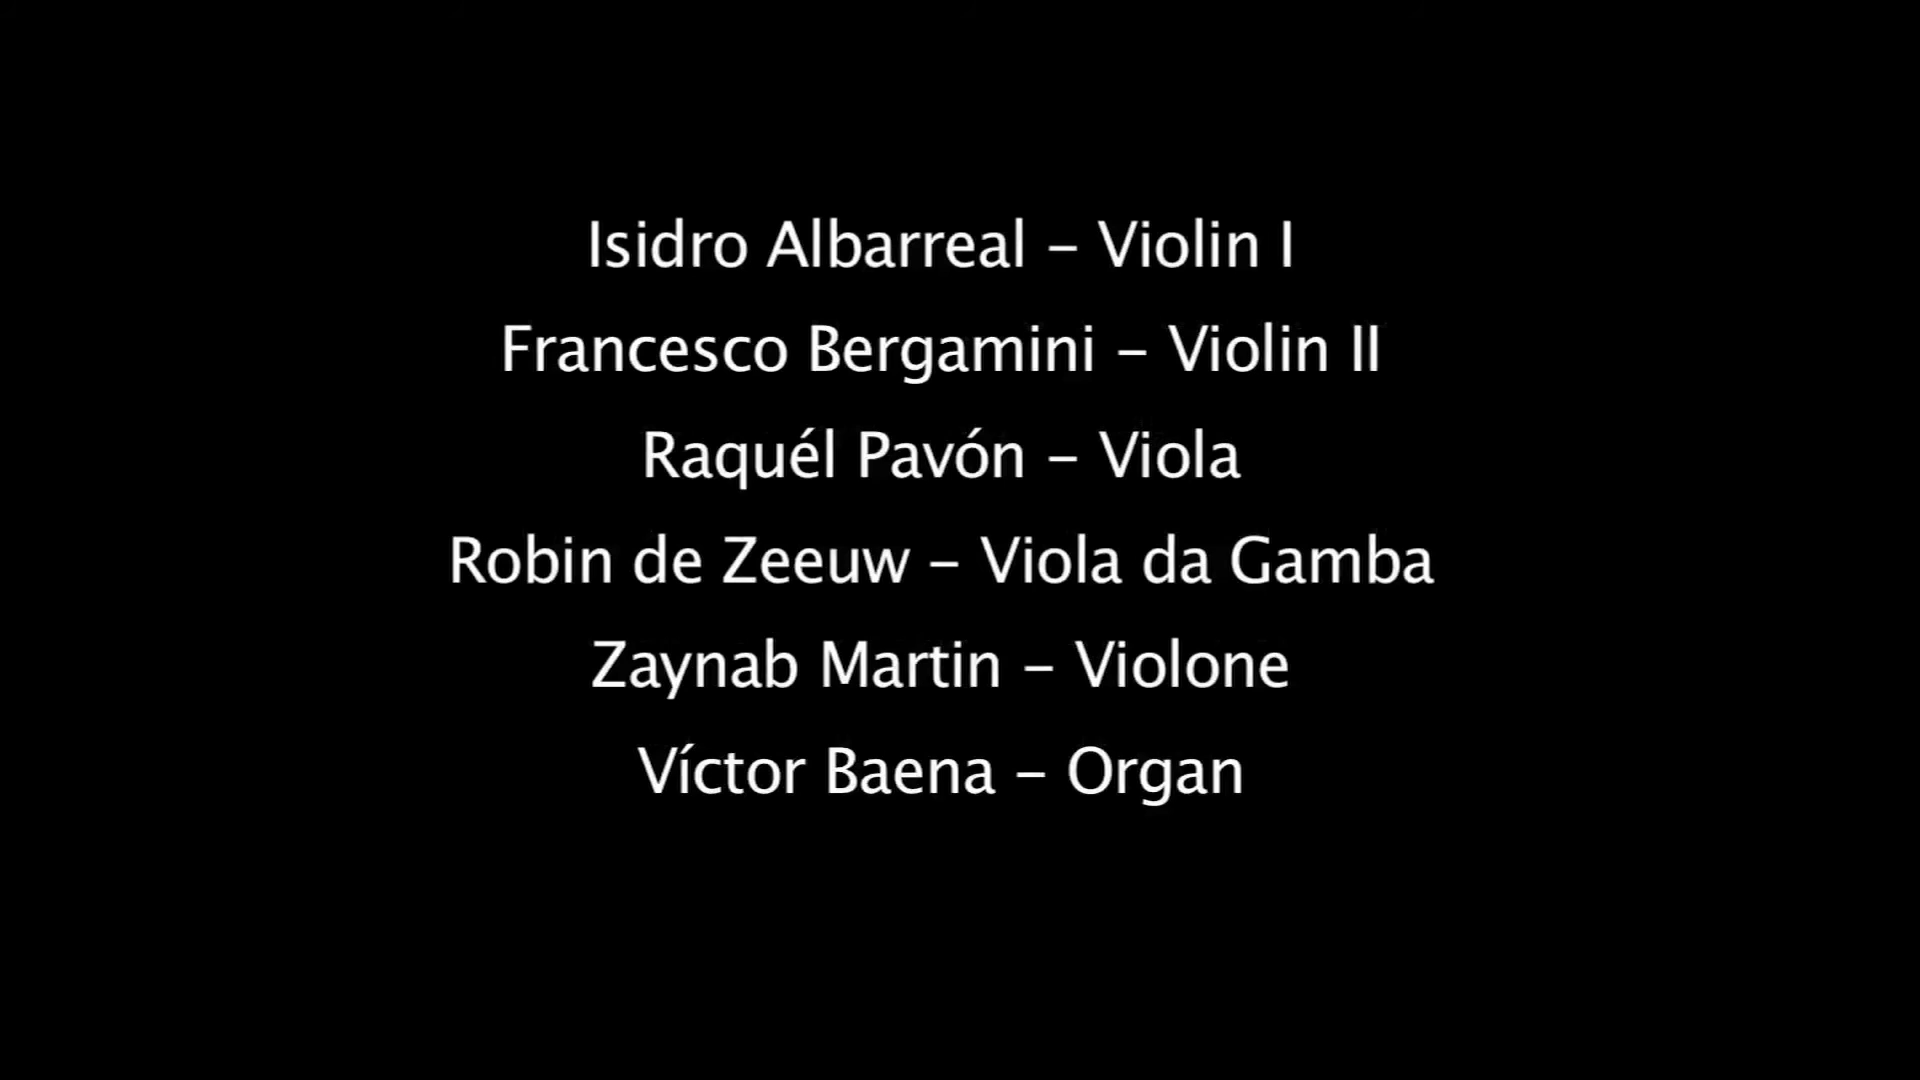 Isidro Albarreal – Violin I
Francesco Bergamini – Violin II
Raquél Pavón – Viola
Robin de Zeeuw – Viola da Gamba
Zaynab Martin – Violone
Víctor Baena – Organ